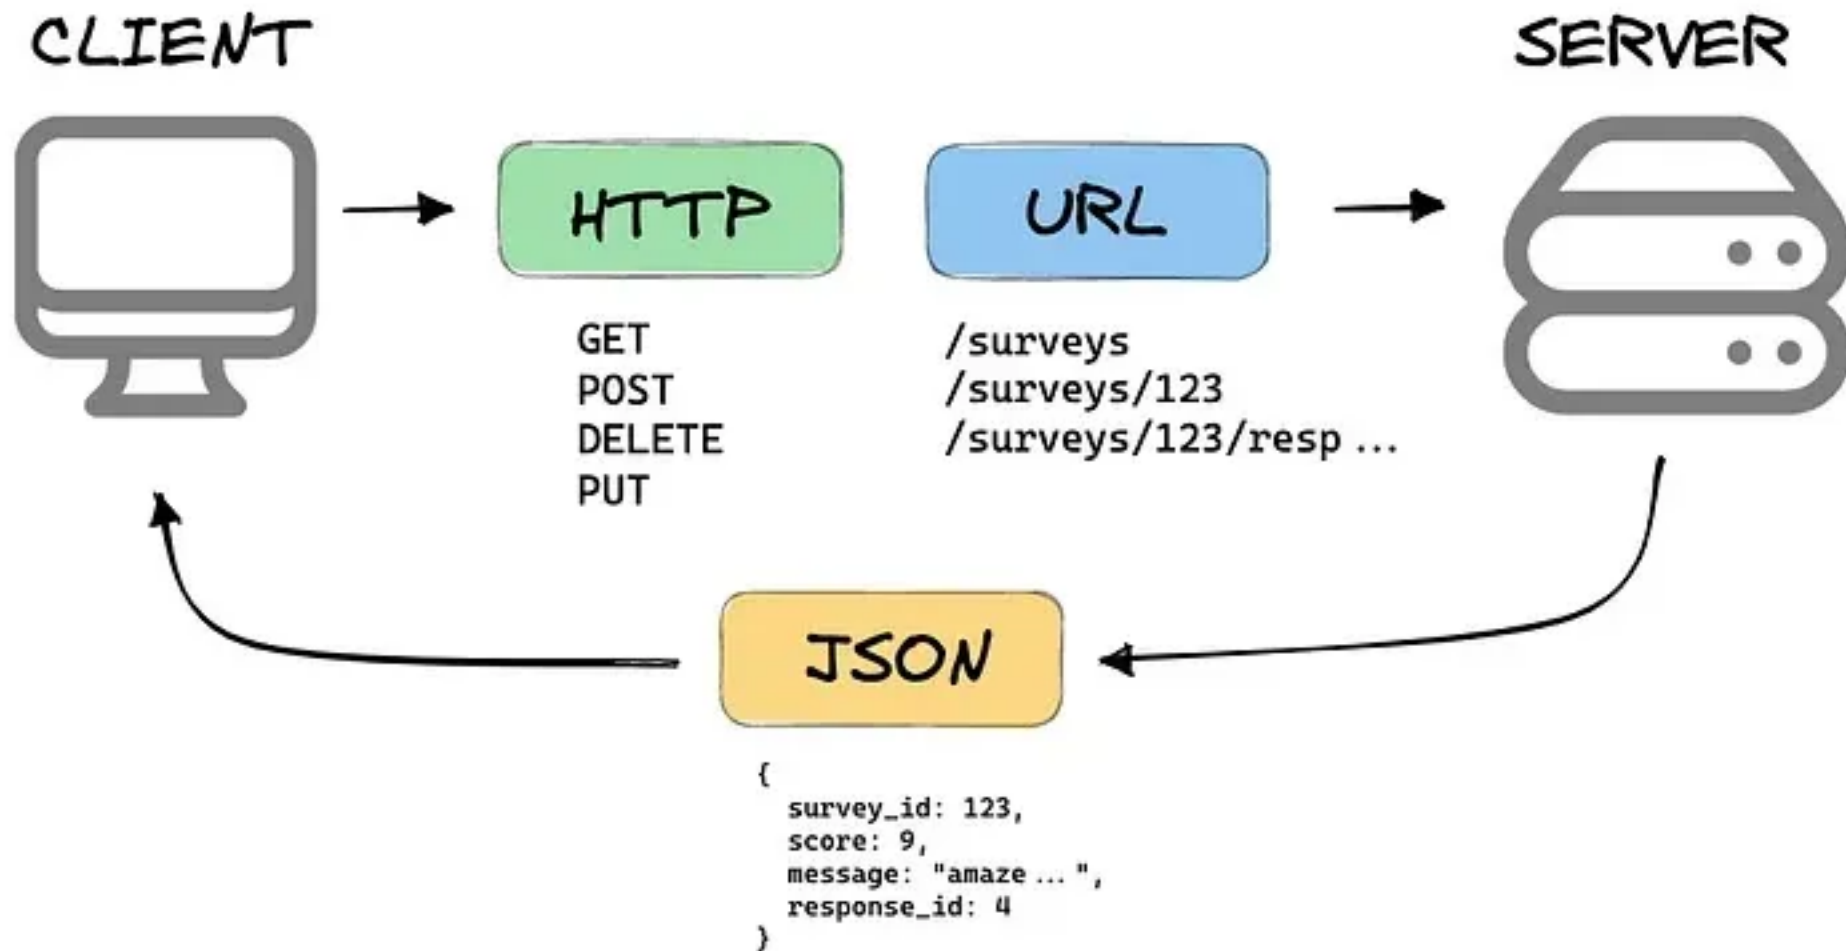 CLIENT
SERVER
HTTP
URL
GET
POST
DELETE
PUT
/surveys
/surveys/123
/surveys/123/resp ...
JSON
{
survey_id: 123,
score: 9,
message: "amaze ... ",
response_id: 4
}